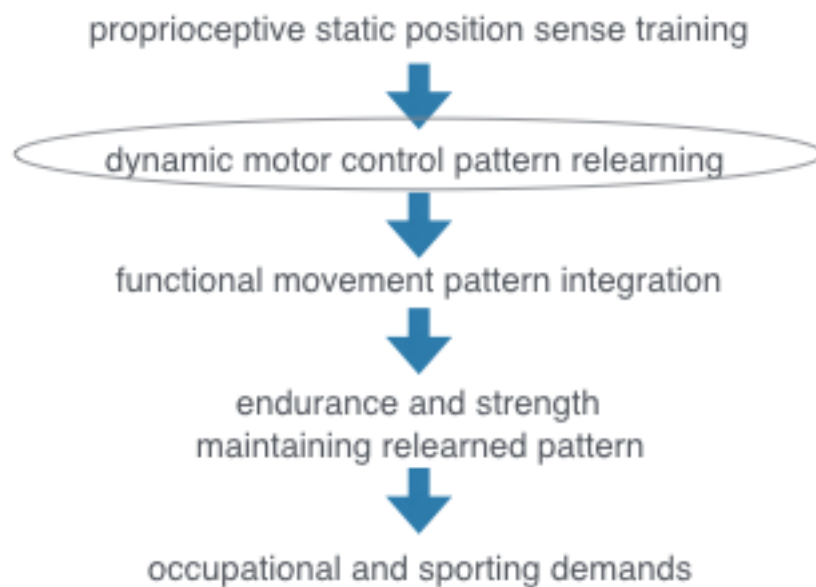 proprioceptive static position sense training
dynamic motor control pattern relearning
functional movement pattern integration
endurance and strength
maintaining relearned pattern
occupational and sporting demands